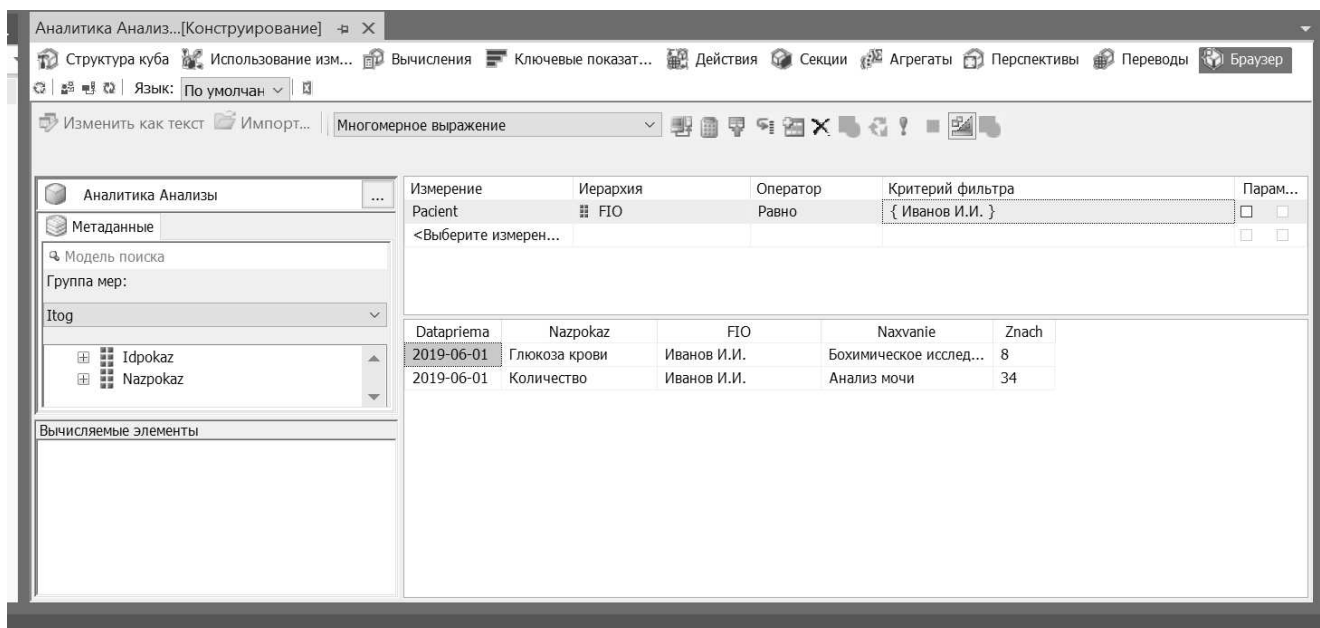 Аналитика Анализ...[Конструирование]
Структура куба Использование изм... Вычисления Ключевые показат... Действия Секции Агрегаты Перспективы Переводы Браузер
Язык: По умолчан
Изменить как текст Импорт... Многомерное выражение
Аналитика Анализы ...
Метаданные
Модель поиска
Группа мер:
Itog
Idpokaz
Nazpokaz
Вычисляемые элементы
Измерение Иерархия Оператор Критерий фильтра Парам...
Pacient FIO Равно { Иванов И.И. }
<Выберите измерен...
Datapriema Nazpokaz FIO Naxvanie Znach
2019-06-01 Глюкоза крови Иванов И.И. Бохимическое исслед... 8
2019-06-01 Количество Иванов И.И. Анализ мочи 34